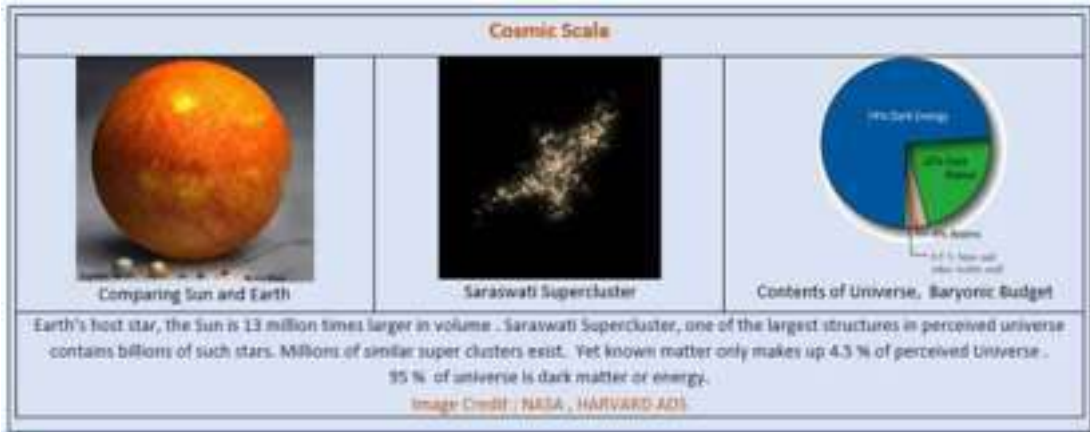 Cosmic Scala
Dark Energy
Comparing Sun and Earth
Saraswati Supercluster
Contents of Universe, Baryonic Budget
Earth's host star, the Sun is 13 million times larger in volume . Saraswati Supercluster, one of the largest structures in perceived universe
contains billions of such stars. Millions of similar super clusters exist. Yet known matter only makes up 4.5 % of perceived Universe .
95 % of universe is dark matter or energy.
Image Credit : NASA , HARVARD ADS